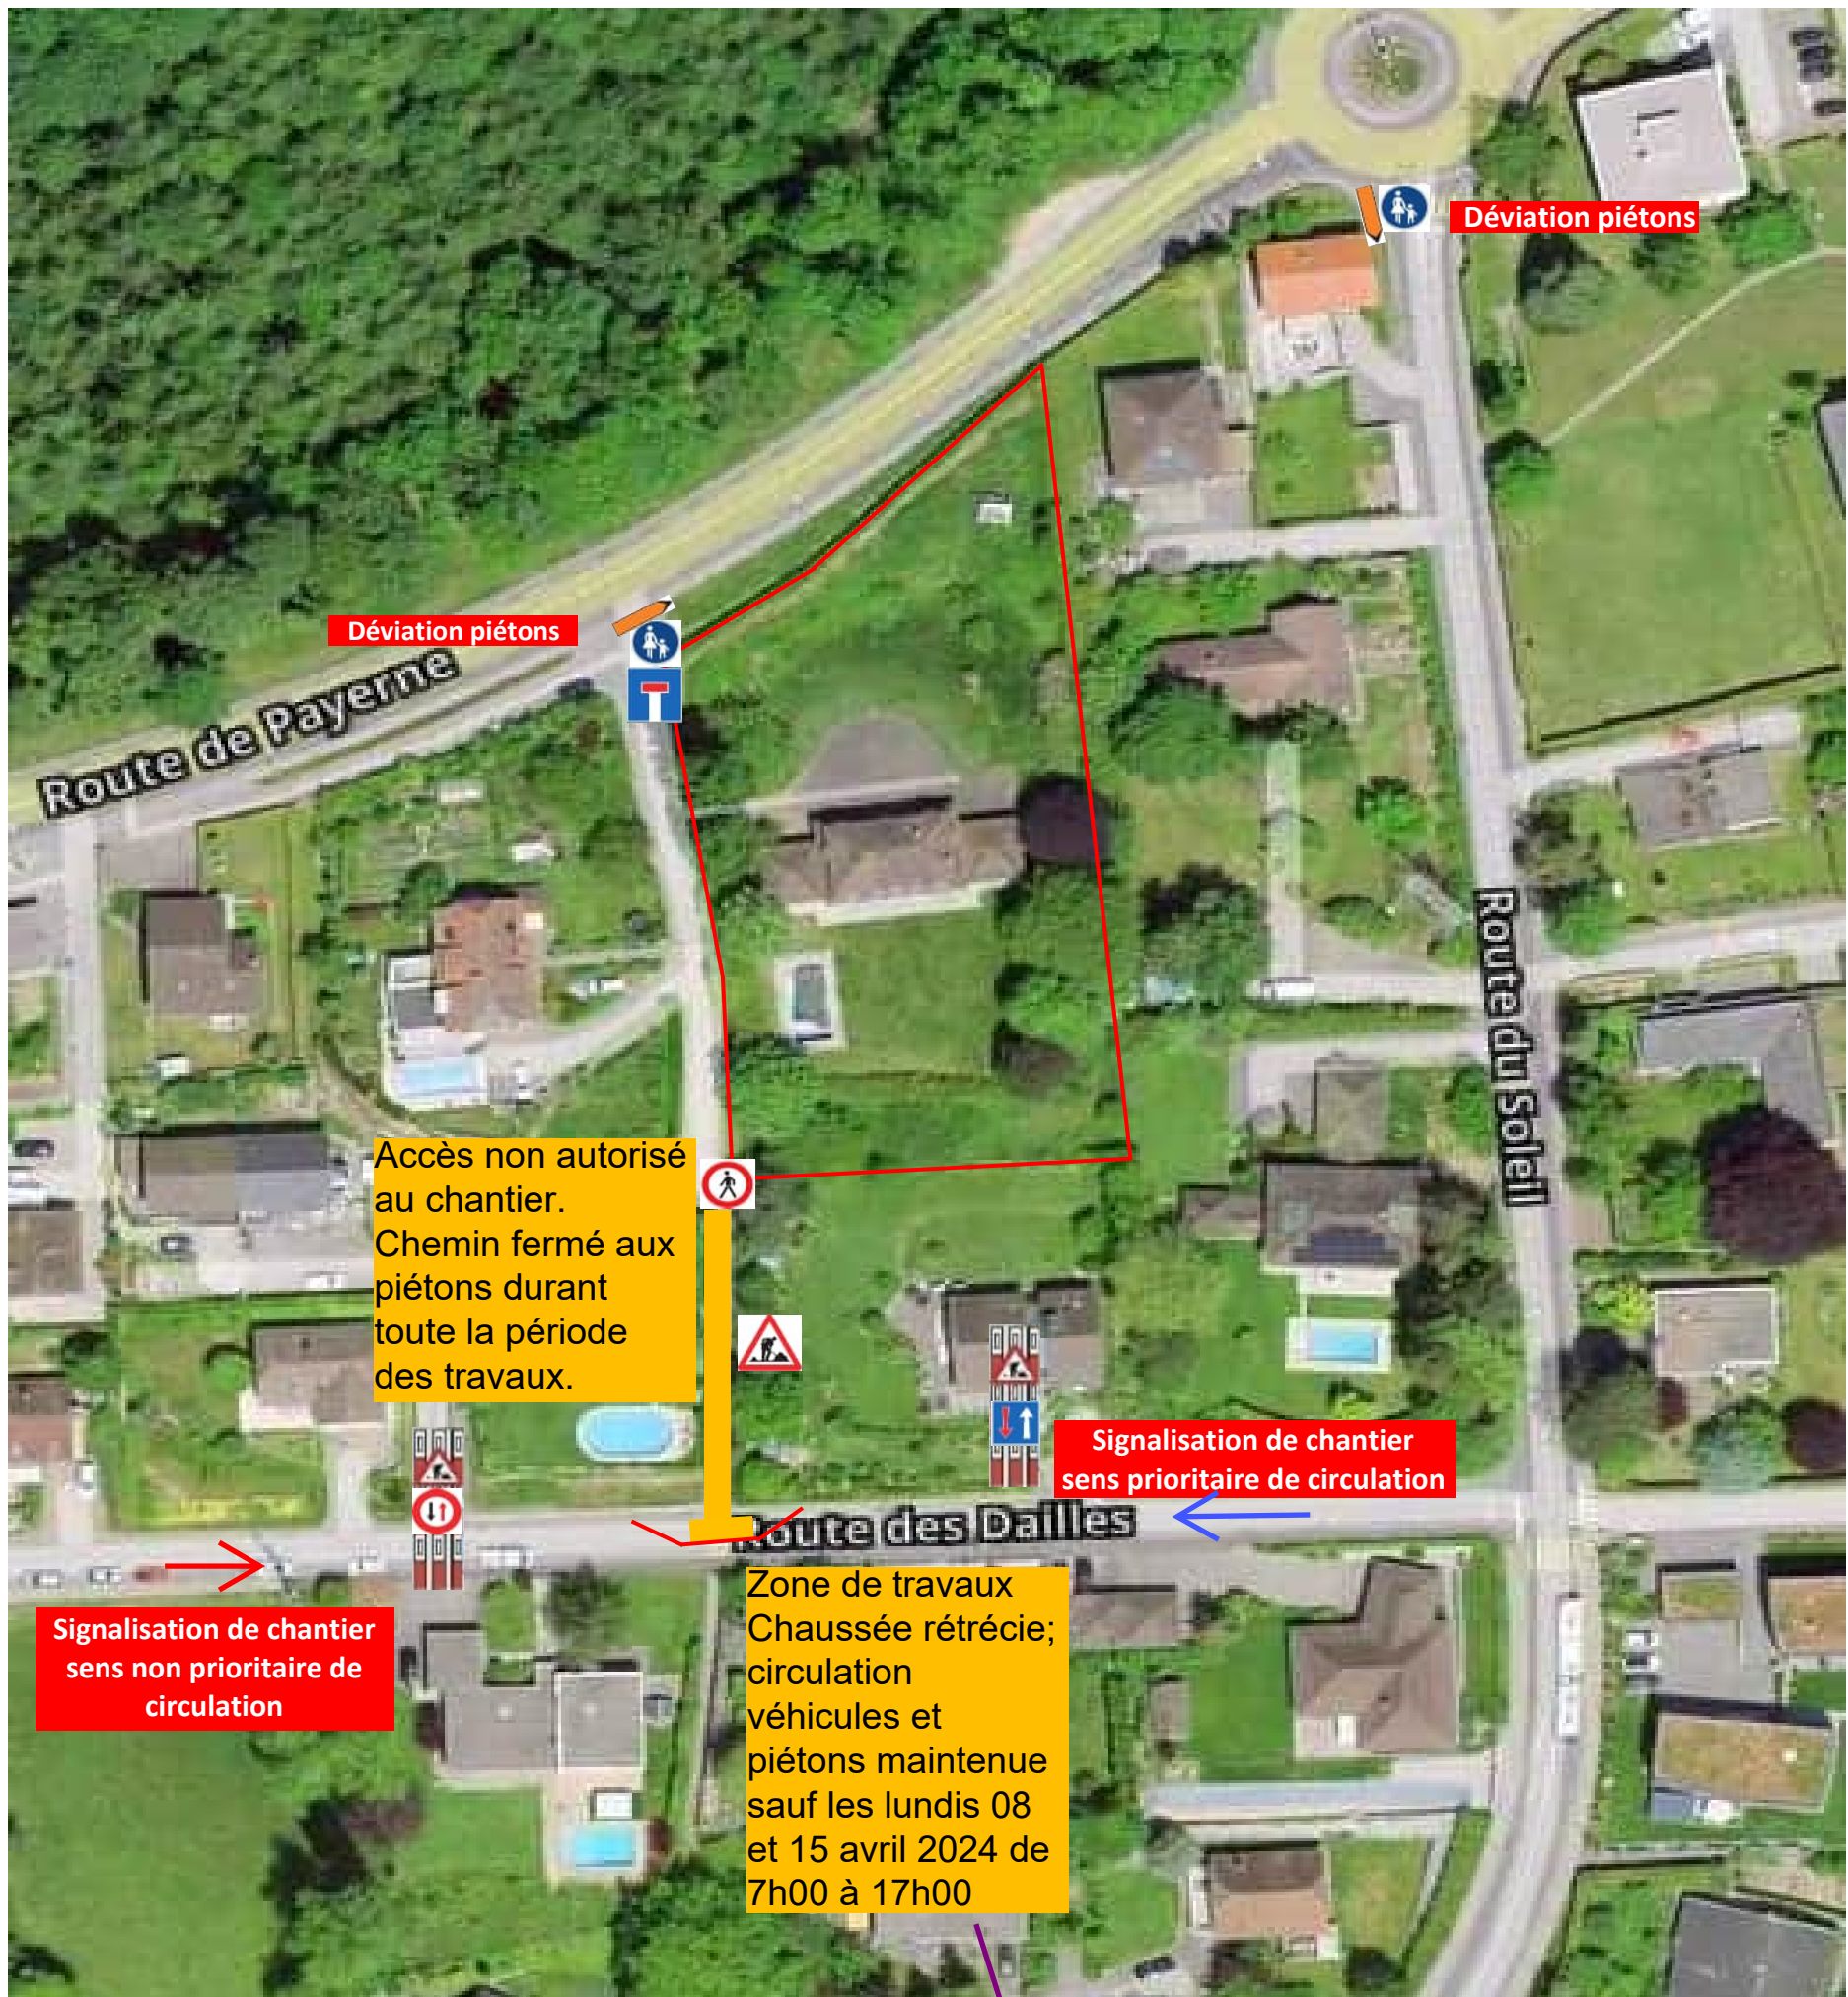 Déviation piétons
Déviation piétons
Route de Payerne
Route du Soleil
Accès non autorisé
au chantier.
Chemin fermé aux
piétons durant
toute la période
des travaux.
Signalisation de chantier
sens prioritaire de circulation
Route des Dailles
Signalisation de chantier
sens non prioritaire de
circulation
Zone de travaux
Chaussée rétrécie;
circulation
véhicules et
piétons maintenue
sauf les lundis 08
et 15 avril 2024 de
7h00 à 17h00